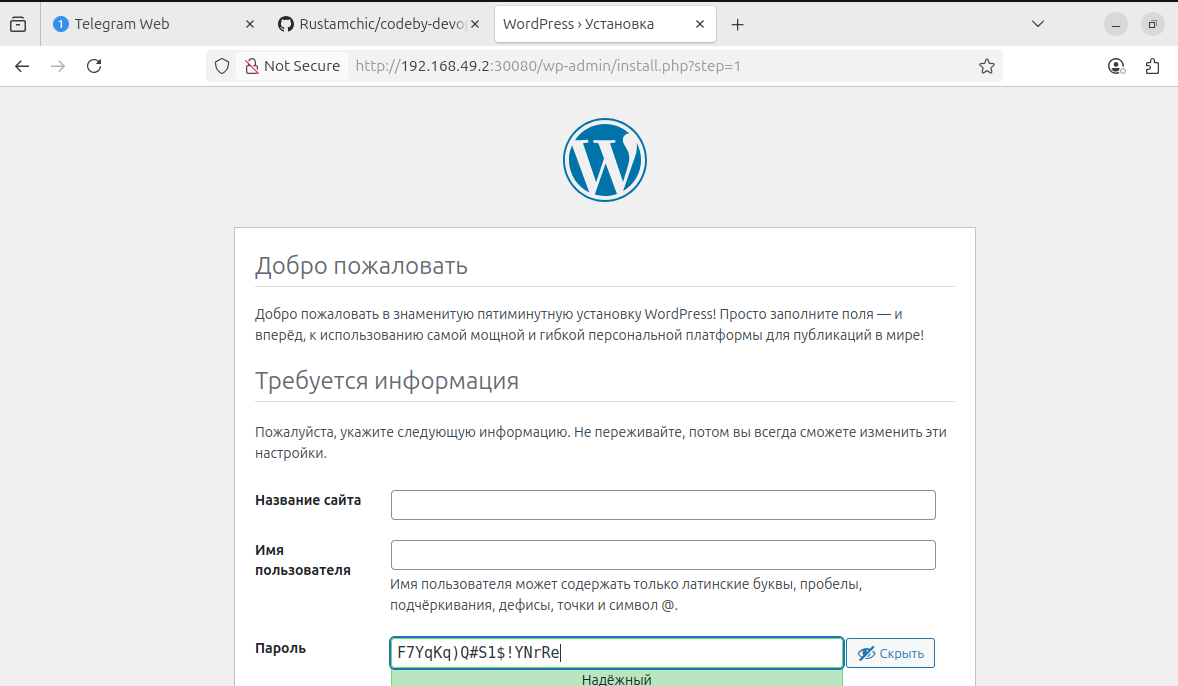 1 Telegram Web
Rustamchic/codeby-devo
WordPress › Установка
Not Secure
http://192.168.49.2:30080/wp-admin/install.php?step=1
Добро пожаловать
Добро пожаловать в знаменитую пятиминутную установку WordPress! Просто заполните поля — и
вперёд, к использованию самой мощной и гибкой персональной платформы для публикаций в мире!
Требуется информация
Пожалуйста, укажите следующую информацию. Не переживайте, потом вы всегда сможете изменить эти
настройки.
Название сайта
Имя
пользователя
Имя пользователя может содержать только латинские буквы, пробелы,
подчёркивания, дефисы, точки и символ @.
Пароль
F7YqKq)Q#S1$!YNrRe
Скрыть
Надёжный